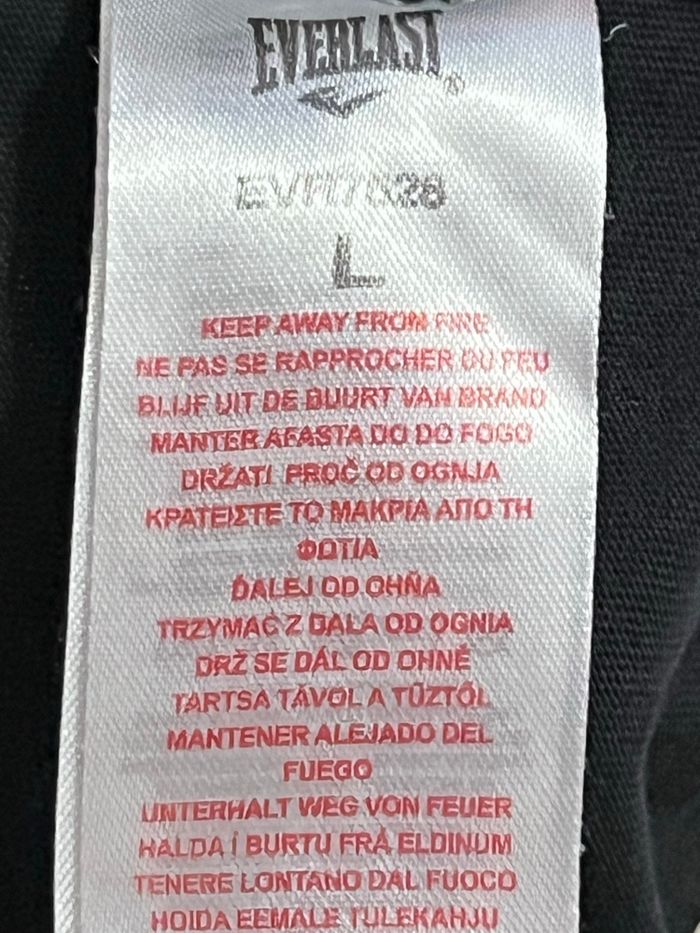 EVERLAST
®
L
KEEP AWAY FROM FIRE
NE PAS SE RAPPROCHER DU FEU
BLIJF UIT DE BUURT VAN BRAND
MANTER AFASTA DO DO FOGO
DRŽATI PROČ OD OGNJA
ΚΡΑΤΕΙΣΤΕ ΤΟ ΜΑΚΡΙΑ ΑΠΟ ΤΗ
ΦΩΤΙΑ
ĎALEJ OD OHŇA
TRZYMAĆ Z DALA OD OGNIA
DRŽ SE DÁL OD OHNĚ
TARTSA TÁVOL A TŰZTŐL
MANTENER ALEJADO DEL
FUEGO
UNTERHALT WEG VON FEUER
HALDA Í BURTU FRÁ ELDINUM
TENERE LONTANO DAL FUOCO
HOIDA EEMALE TULEKAHJU